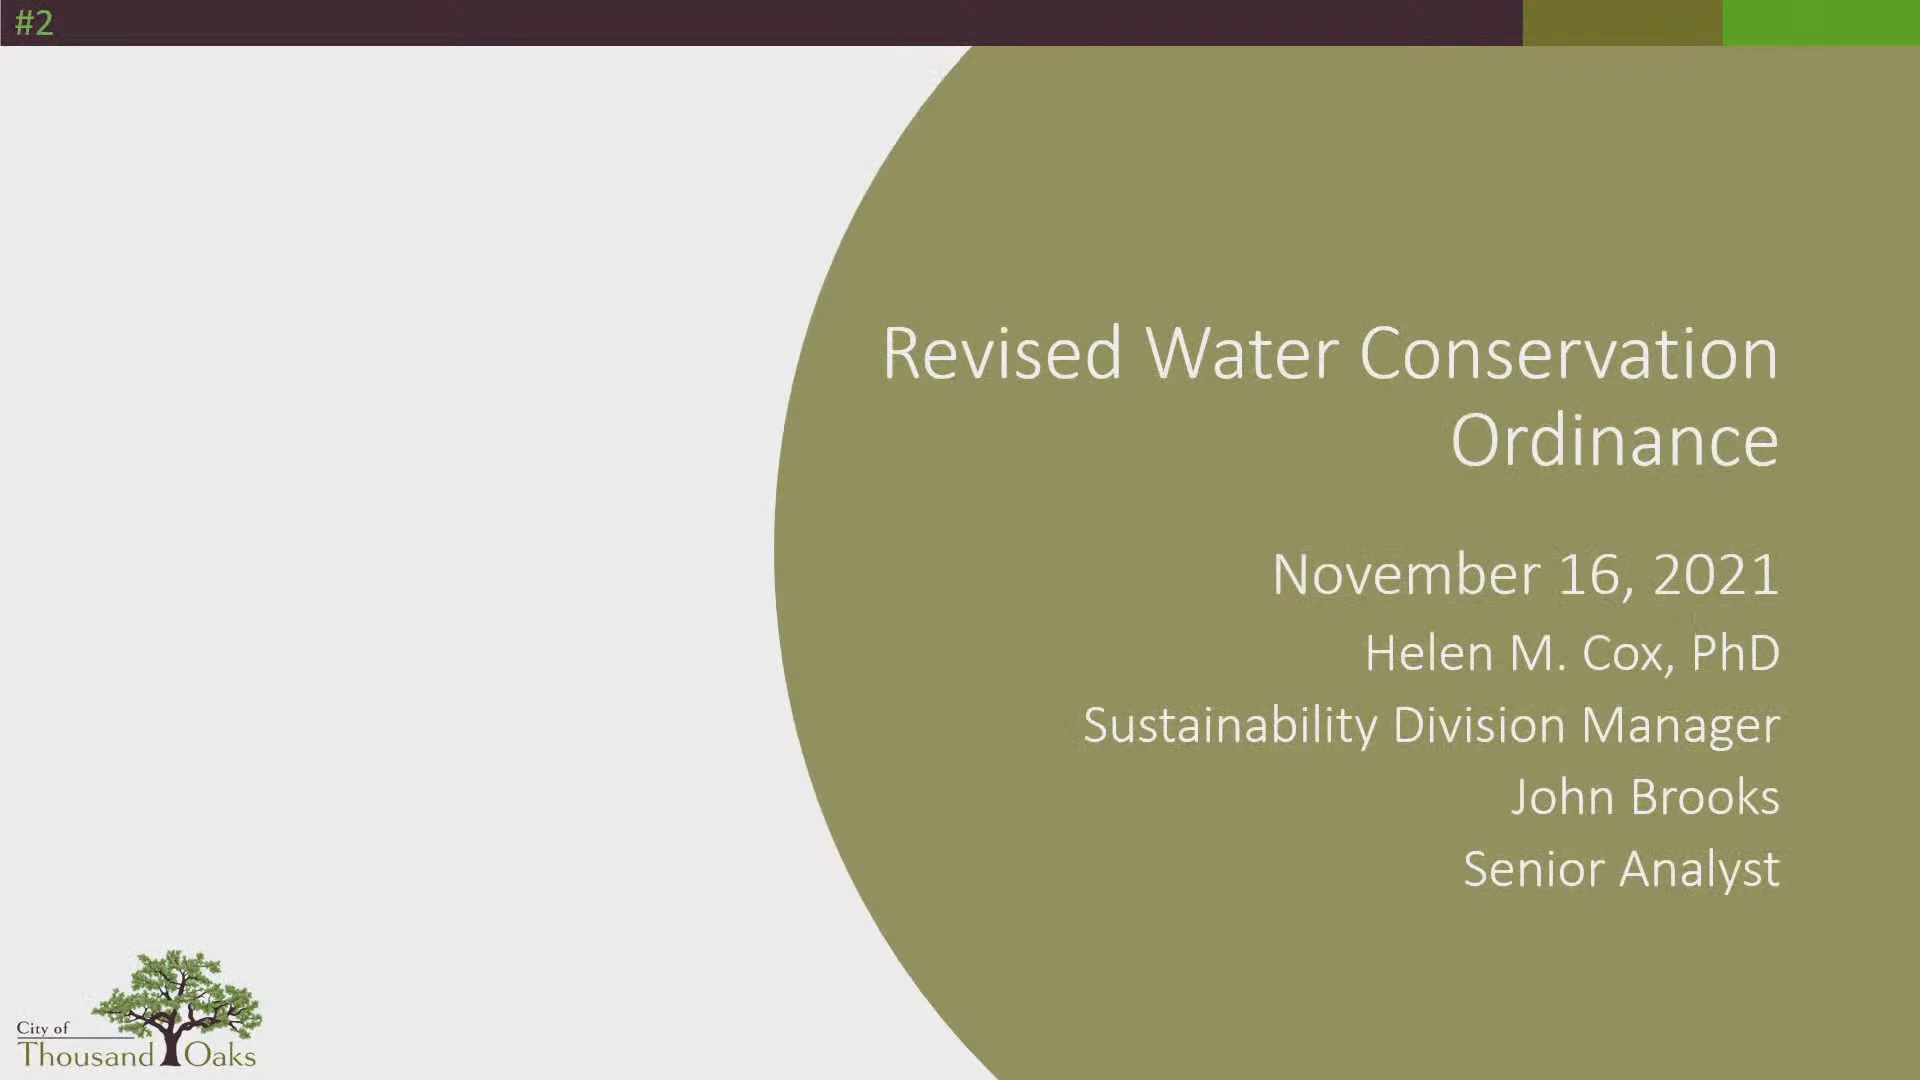 #2
Revised Water Conservation
Ordinance
November 16, 2021
Helen M. Cox, PhD
Sustainability Division Manager
John Brooks
Senior Analyst
City of
Thousand Oaks